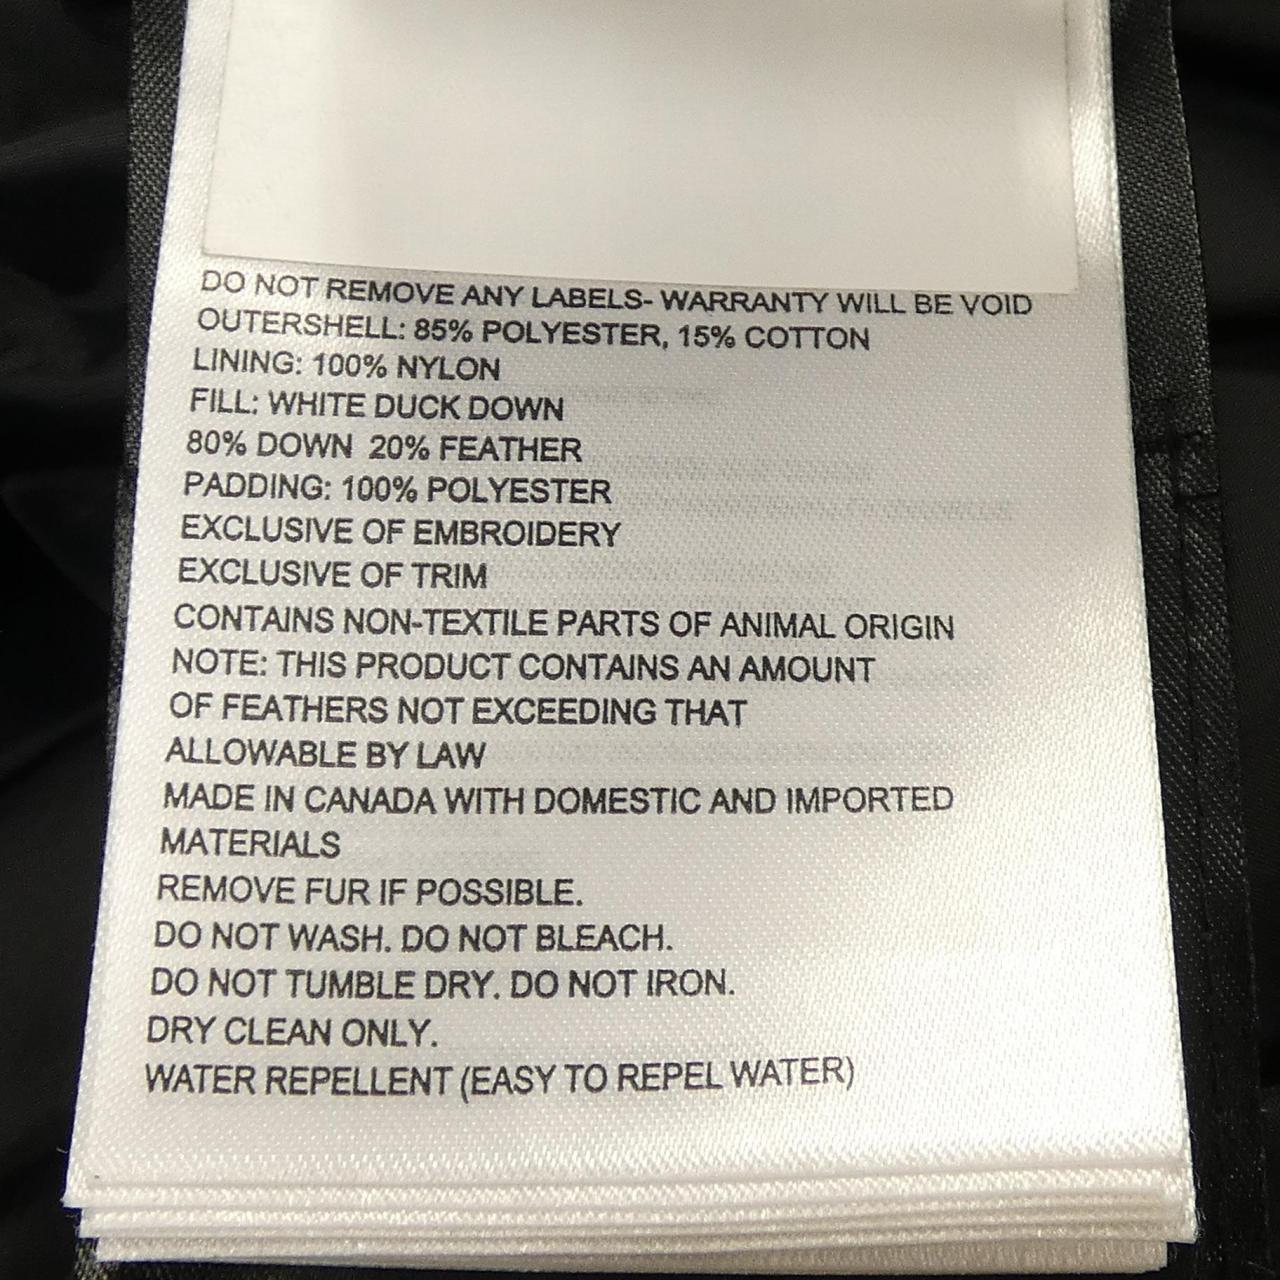 DO NOT REMOVE ANY LABELS- WARRANTY WILL BE VOID
OUTERSHELL: 85% POLYESTER, 15% COTTON
LINING: 100% NYLON
FILL: WHITE DUCK DOWN
80% DOWN 20% FEATHER
PADDING: 100% POLYESTER
EXCLUSIVE OF EMBROIDERY
EXCLUSIVE OF TRIM
CONTAINS NON-TEXTILE PARTS OF ANIMAL ORIGIN
NOTE: THIS PRODUCT CONTAINS AN AMOUNT
OF FEATHERS NOT EXCEEDING THAT
ALLOWABLE BY LAW
MADE IN CANADA WITH DOMESTIC AND IMPORTED
MATERIALS
REMOVE FUR IF POSSIBLE.
DO NOT WASH. DO NOT BLEACH.
DO NOT TUMBLE DRY. DO NOT IRON.
DRY CLEAN ONLY.
WATER REPELLENT (EASY TO REPEL WATER)